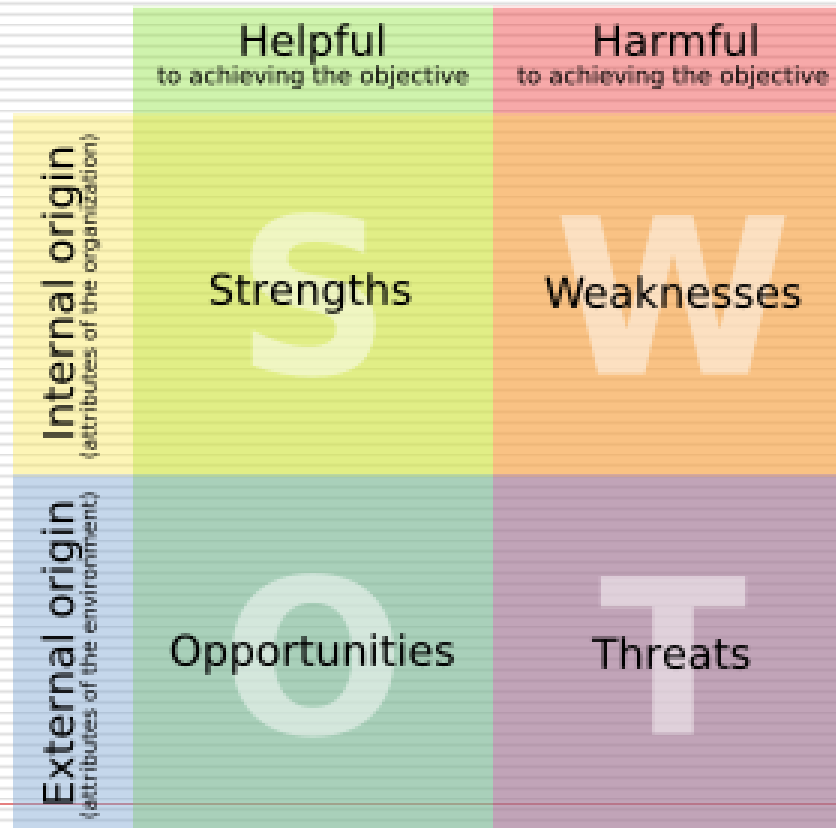 Helpful
to achieving the objective
Harmful
to achieving the objective
Internal origin
(attributes of the organization)
S
Strengths
W
Weaknesses
External origin
(attributes of the environment)
O
Opportunities
T
Threats